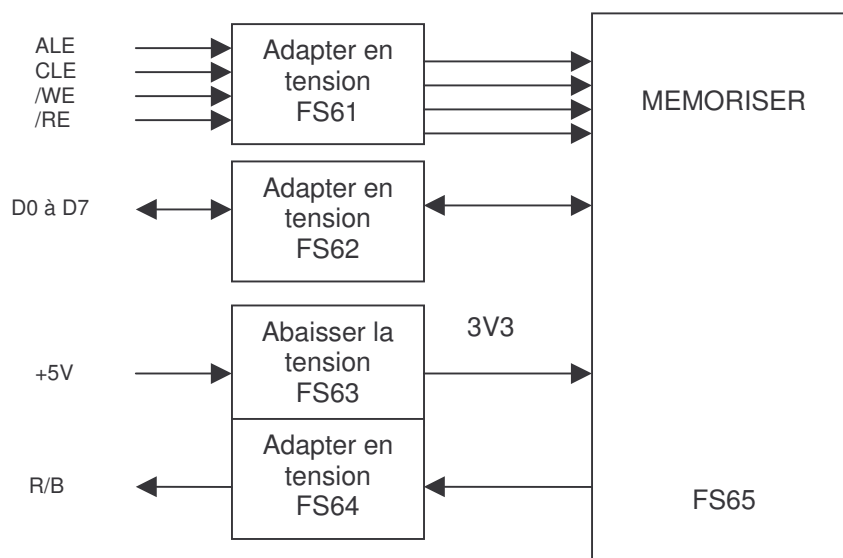 ALE
CLE
/WE
/RE
Adapter en
tension
FS61
MEMORISER
D0 à D7
Adapter en
tension
FS62
+5V
Abaisser la
tension
FS63
3V3
R/B
Adapter en
tension
FS64
FS65